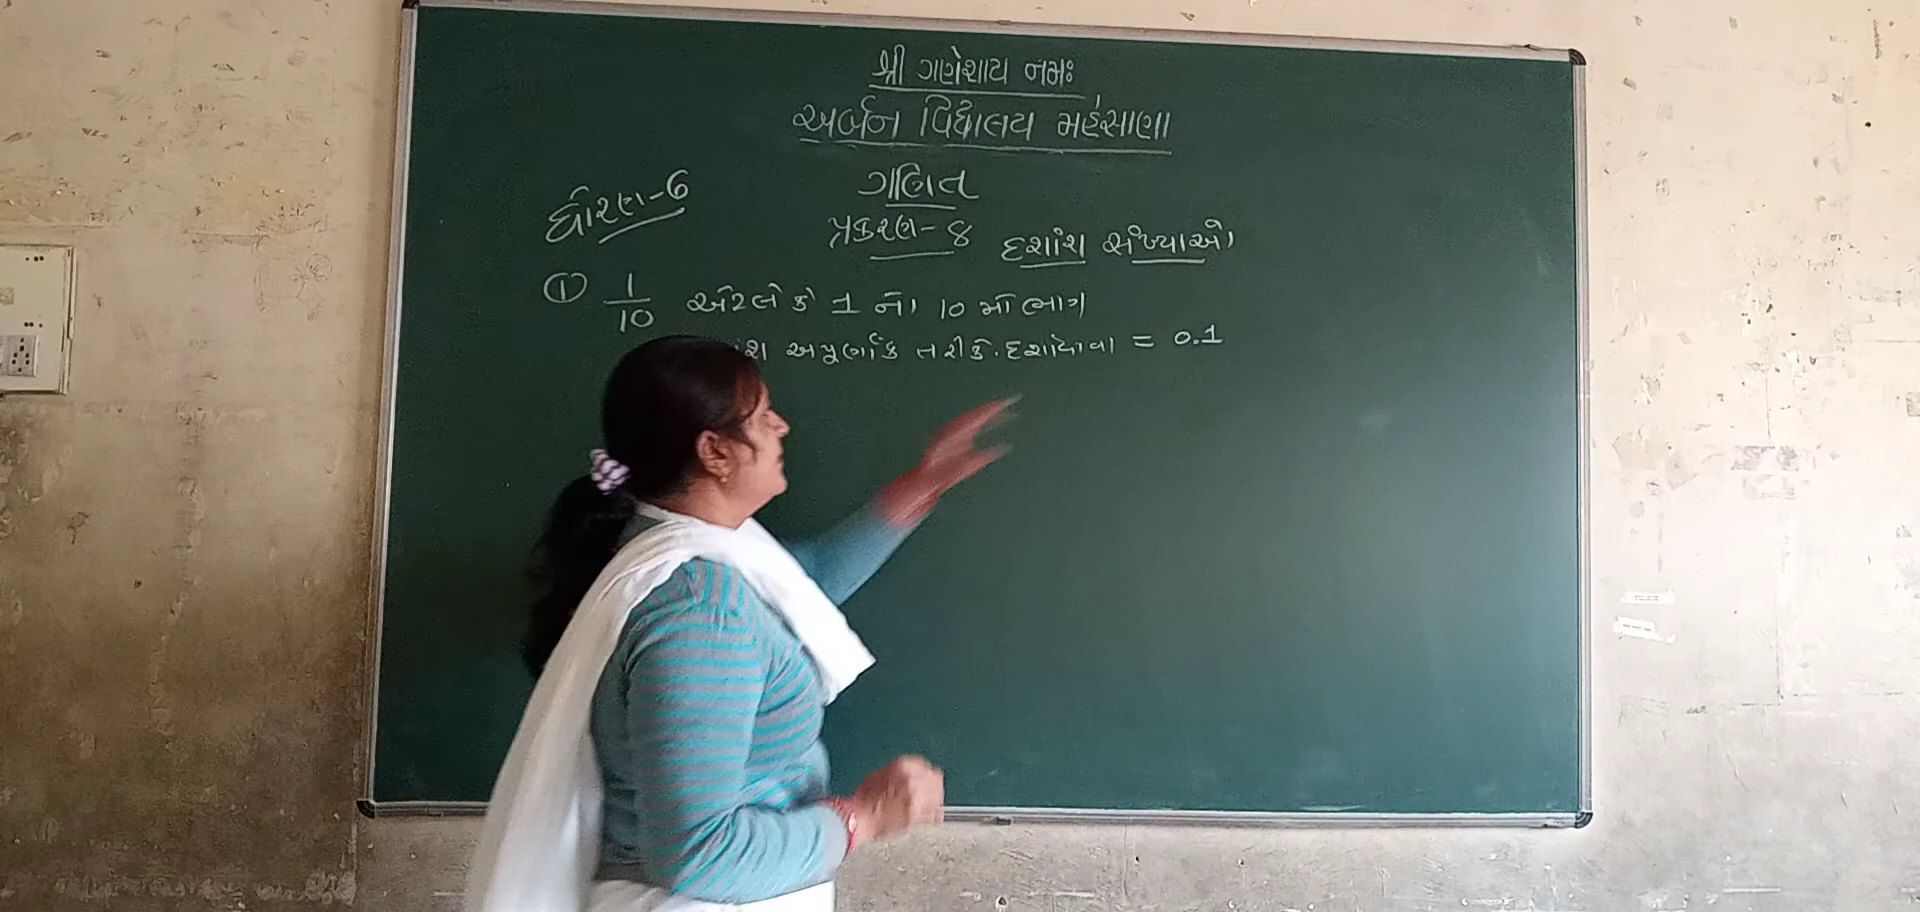 શ્રી ગણેશાય નમઃ
અર્બન વિદ્યાલય મહેસાણા
ધોરણ-6
ગણિત
પ્રકરણ-8 દશાંશ સંખ્યાઓ
① 1/10 એટલે કે 1 નો 10 મો ભાગ
અપૂર્ણાંક તરીકે દર્શાવવા = 0.1